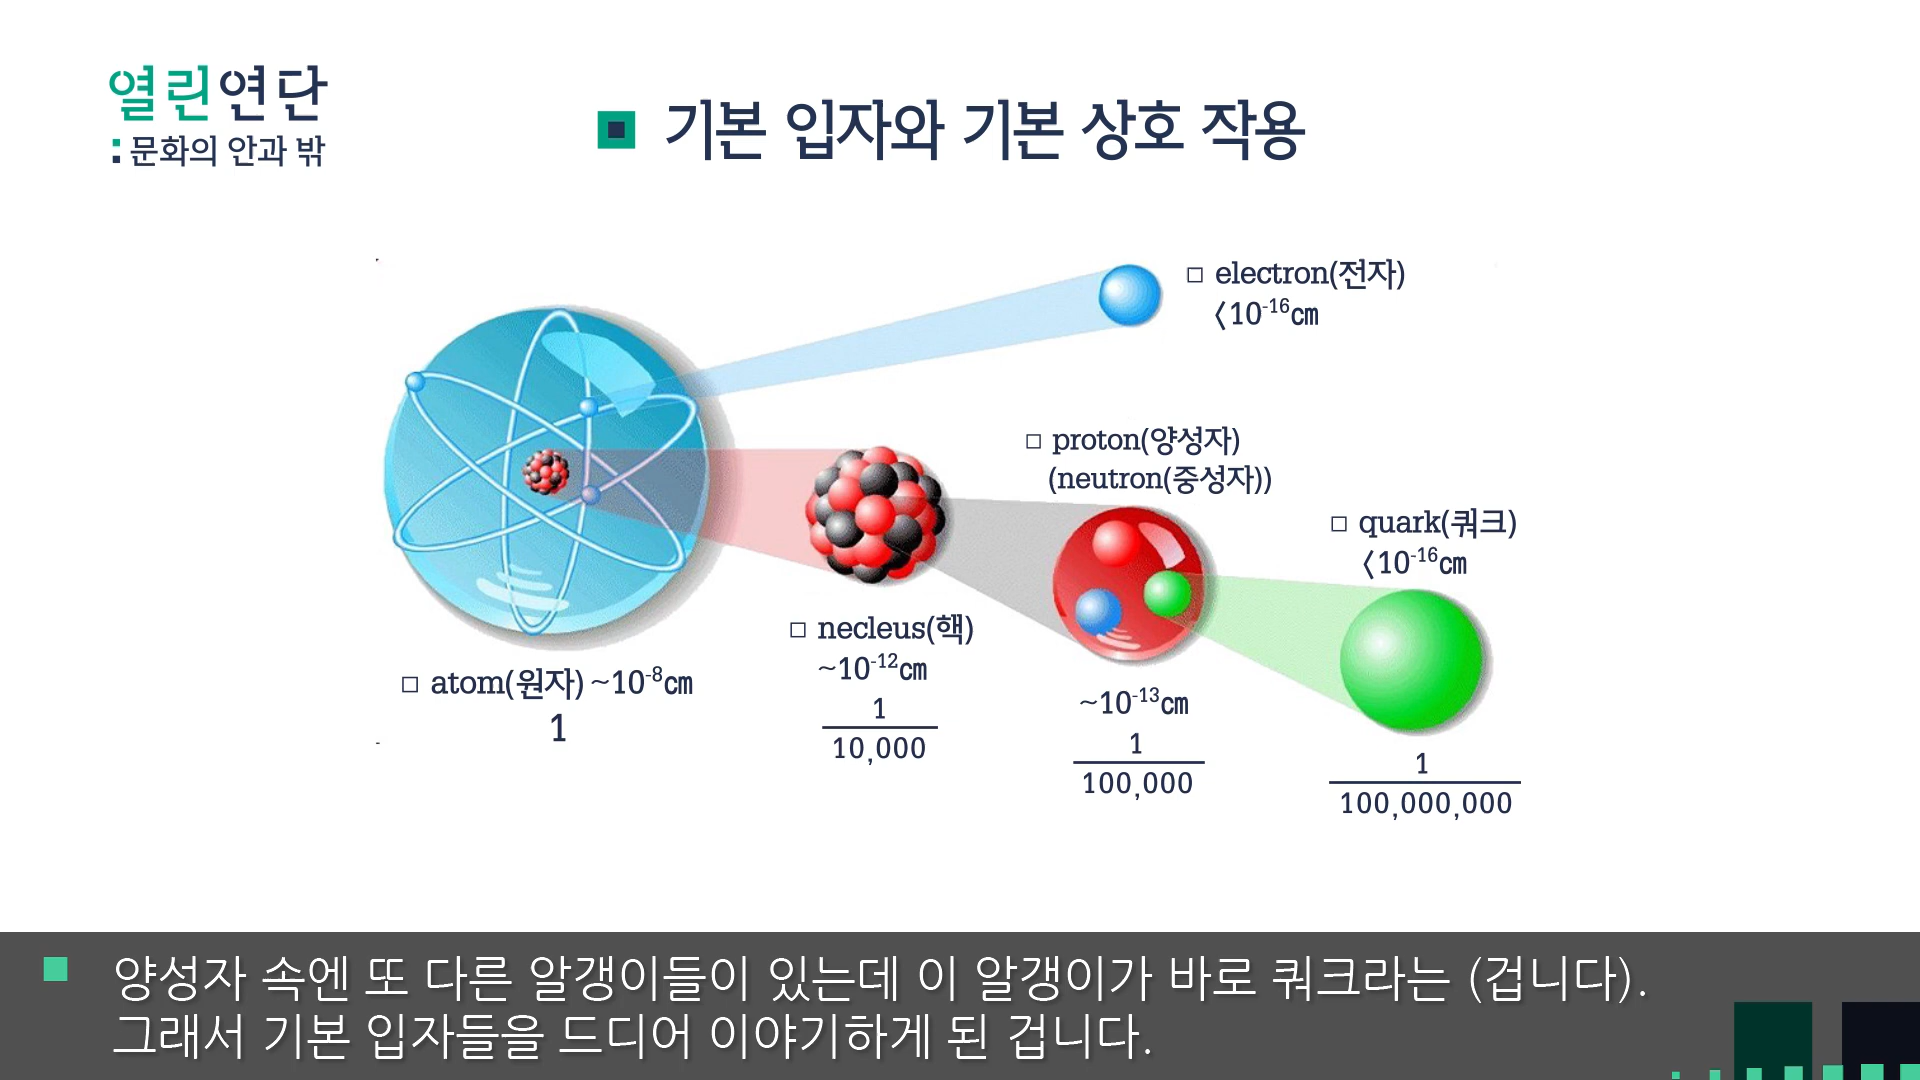 열린연단
:문화의 안과 밖
기본 입자와 기본 상호 작용
□ electron(전자)
<10⁻¹⁶㎝
□ proton(양성자)
(neutron(중성자))
□ quark(쿼크)
<10⁻¹⁶㎝
□ necleus(핵)
~10⁻¹²㎝
1
10,000
□ atom(원자) ~10⁻⁸㎝
1
~10⁻¹³㎝
1
100,000
1
100,000,000
양성자 속엔 또 다른 알갱이들이 있는데 이 알갱이가 바로 쿼크라는 (겁니다).
그래서 기본 입자들을 드디어 이야기하게 된 겁니다.